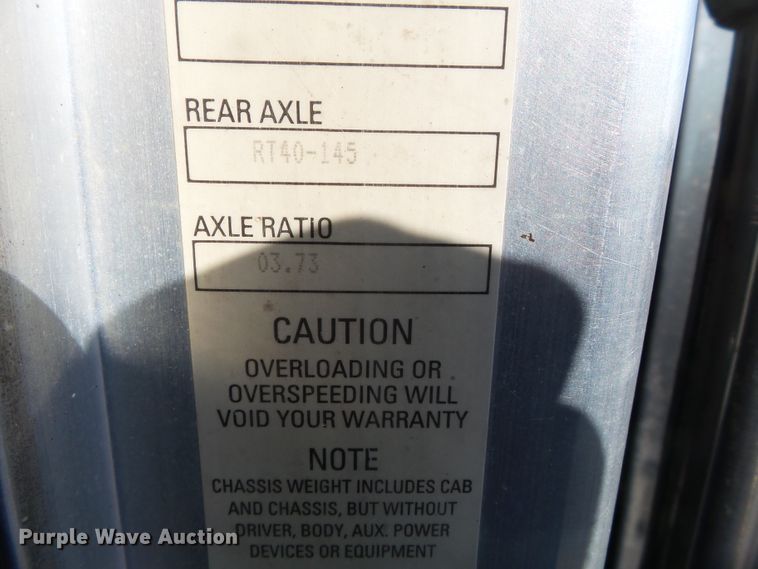 REAR AXLE
RT40-145
AXLE RATIO
03.73
CAUTION
OVERLOADING OR
OVERSPEEDING WILL
VOID YOUR WARRANTY
NOTE
CHASSIS WEIGHT INCLUDES CAB
AND CHASSIS, BUT WITHOUT
DRIVER, BODY, AUX. POWER
DEVICES OR EQUIPMENT
Purple Wave Auction